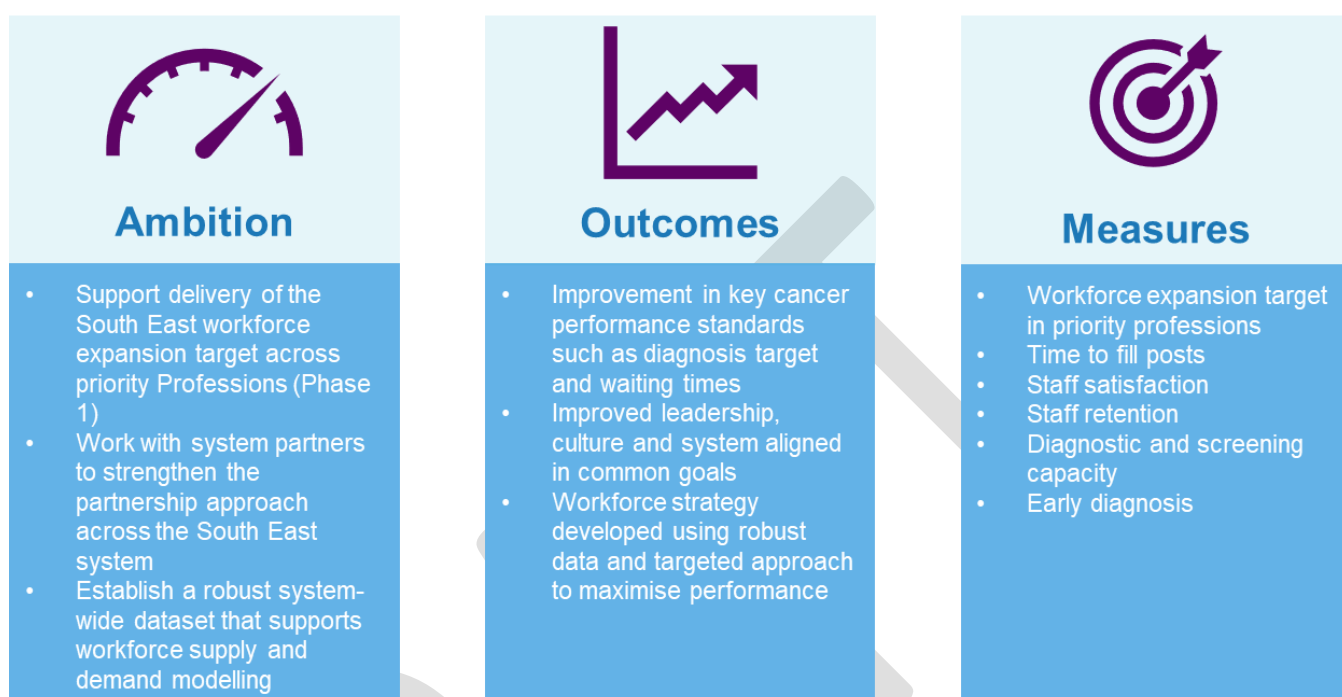 Ambition
• Support delivery of the
South East workforce
expansion target across
priority Professions (Phase
1)
• Work with system partners
to strengthen the
partnership approach
across the South East
system
• Establish a robust system-
wide dataset that supports
workforce supply and
demand modelling
Outcomes
• Improvement in key cancer
performance standards
such as diagnosis target
and waiting times
• Improved leadership,
culture and system aligned
in common goals
• Workforce strategy
developed using robust
data and targeted approach
to maximise performance
Measures
• Workforce expansion target
in priority professions
• Time to fill posts
• Staff satisfaction
• Staff retention
• Diagnostic and screening
capacity
• Early diagnosis